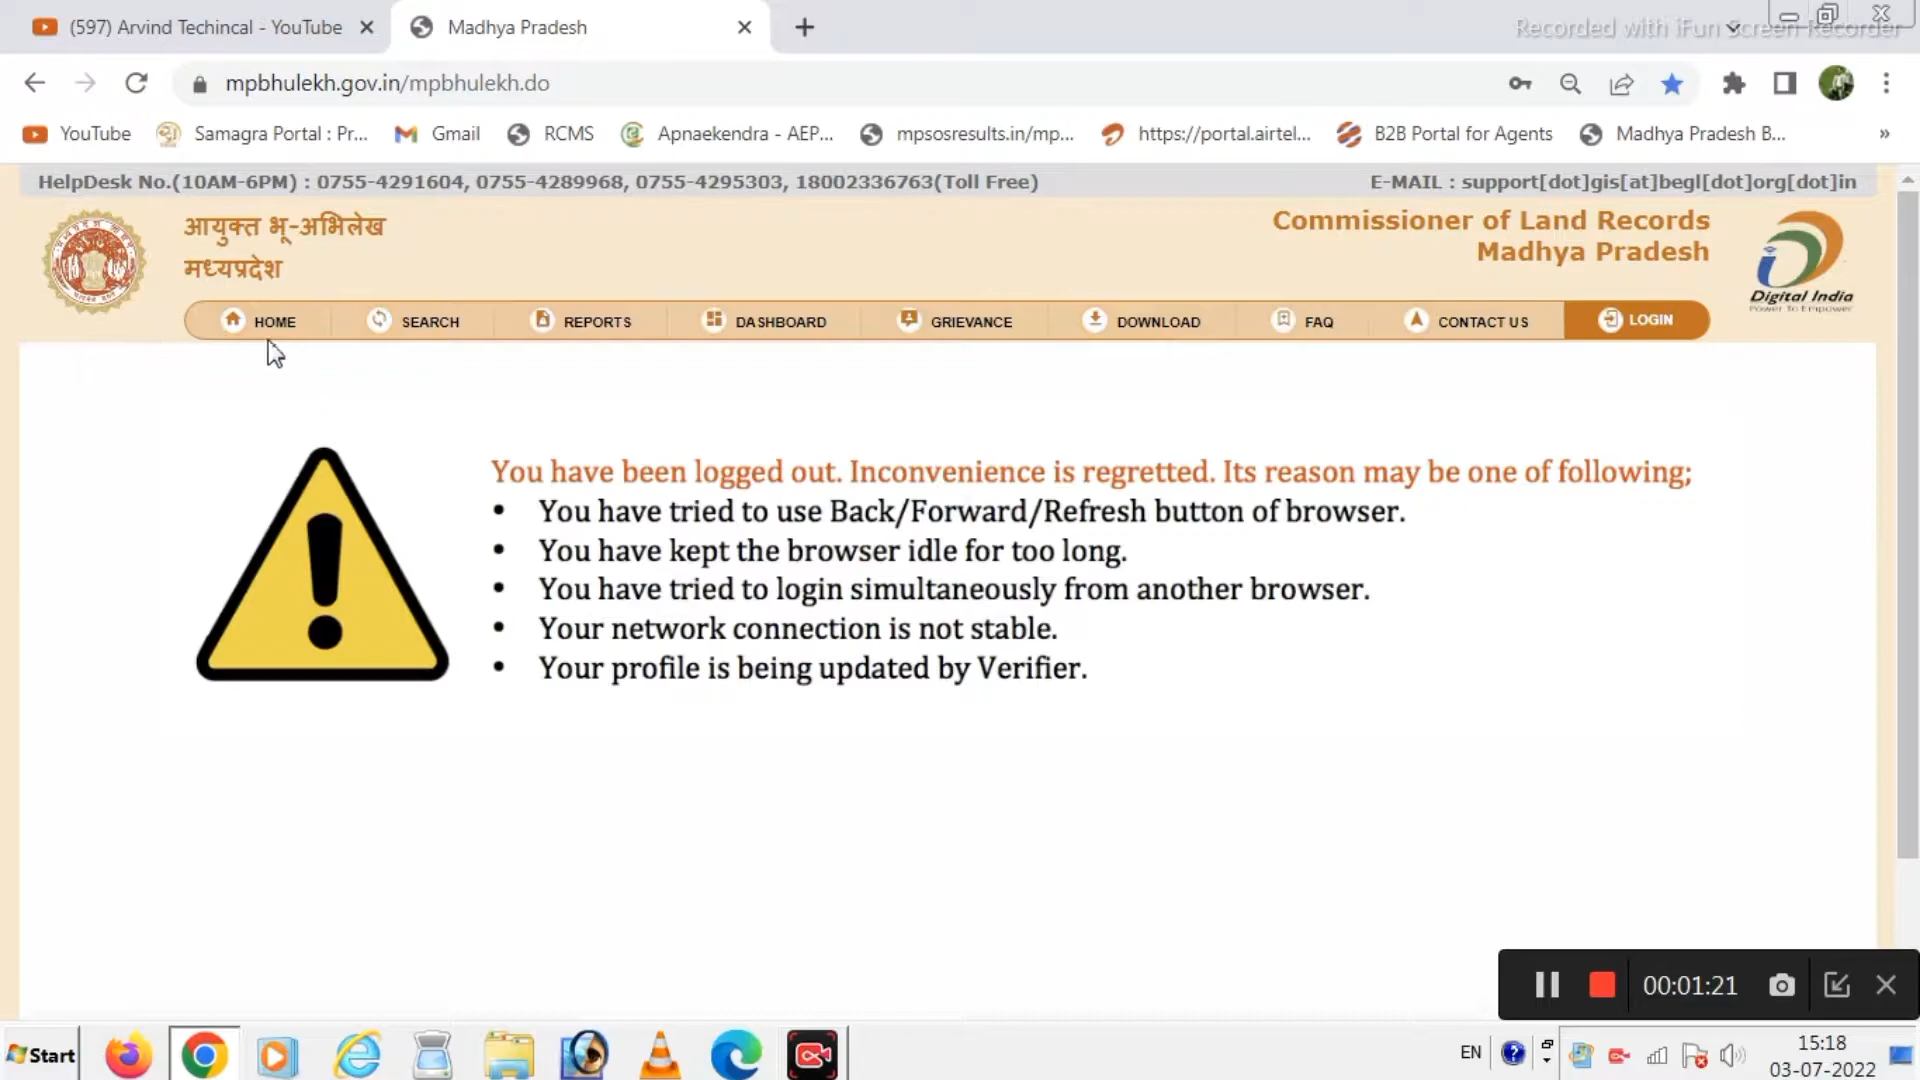 (597) Arvind Techincal - YouTube
Madhya Pradesh
Recorded with iFun Screen Recorder
mpbhulekh.gov.in/mpbhulekh.do
YouTube
Samagra Portal : Pr...
Gmail
RCMS
Apnaekendra - AEP...
mpsosresults.in/mp...
https://portal.airtel...
B2B Portal for Agents
Madhya Pradesh B...
»
HelpDesk No.(10AM-6PM) : 0755-4291604, 0755-4289968, 0755-4295303, 18002336763(Toll Free)
E-MAIL : support[dot]gis[at]begl[dot]org[dot]in
आयुक्त भू-अभिलेख
मध्यप्रदेश
Commissioner of Land Records
Madhya Pradesh
Digital India
Power To Empower
HOME
SEARCH
REPORTS
DASHBOARD
GRIEVANCE
DOWNLOAD
FAQ
CONTACT US
LOGIN
You have been logged out. Inconvenience is regretted. Its reason may be one of following;
• You have tried to use Back/Forward/Refresh button of browser.
• You have kept the browser idle for too long.
• You have tried to login simultaneously from another browser.
• Your network connection is not stable.
• Your profile is being updated by Verifier.
00:01:21
Start
EN
15:18
03-07-2022